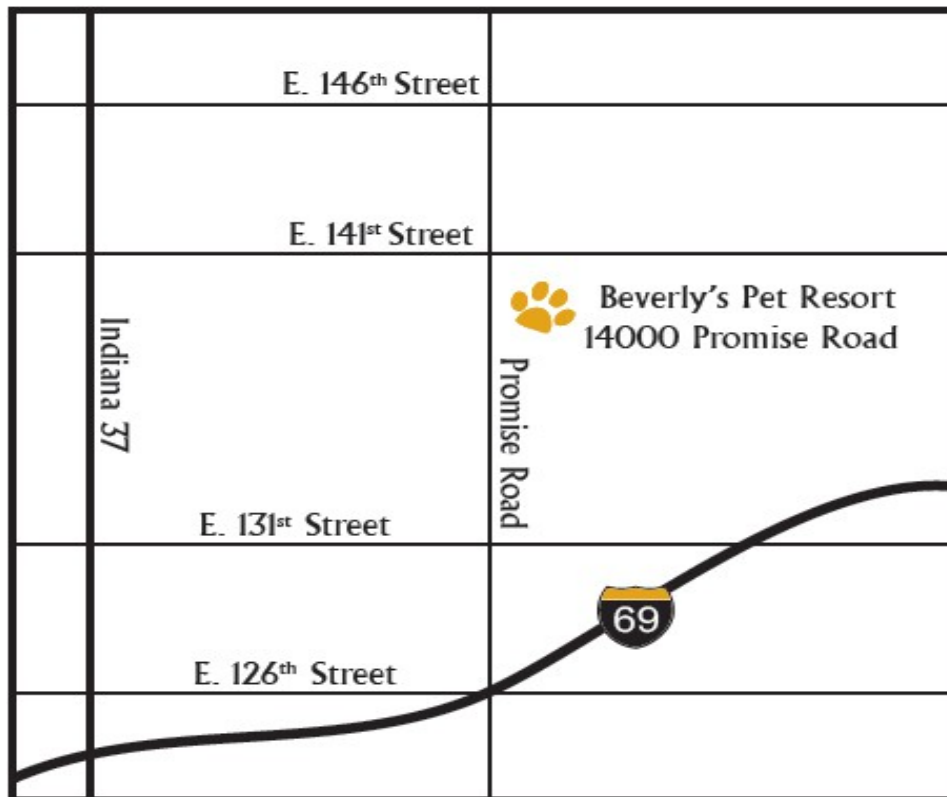 E. 146th Street
E. 141st Street
Beverly's Pet Resort
14000 Promise Road
Indiana 37
Promise Road
E. 131st Street
69
E. 126th Street